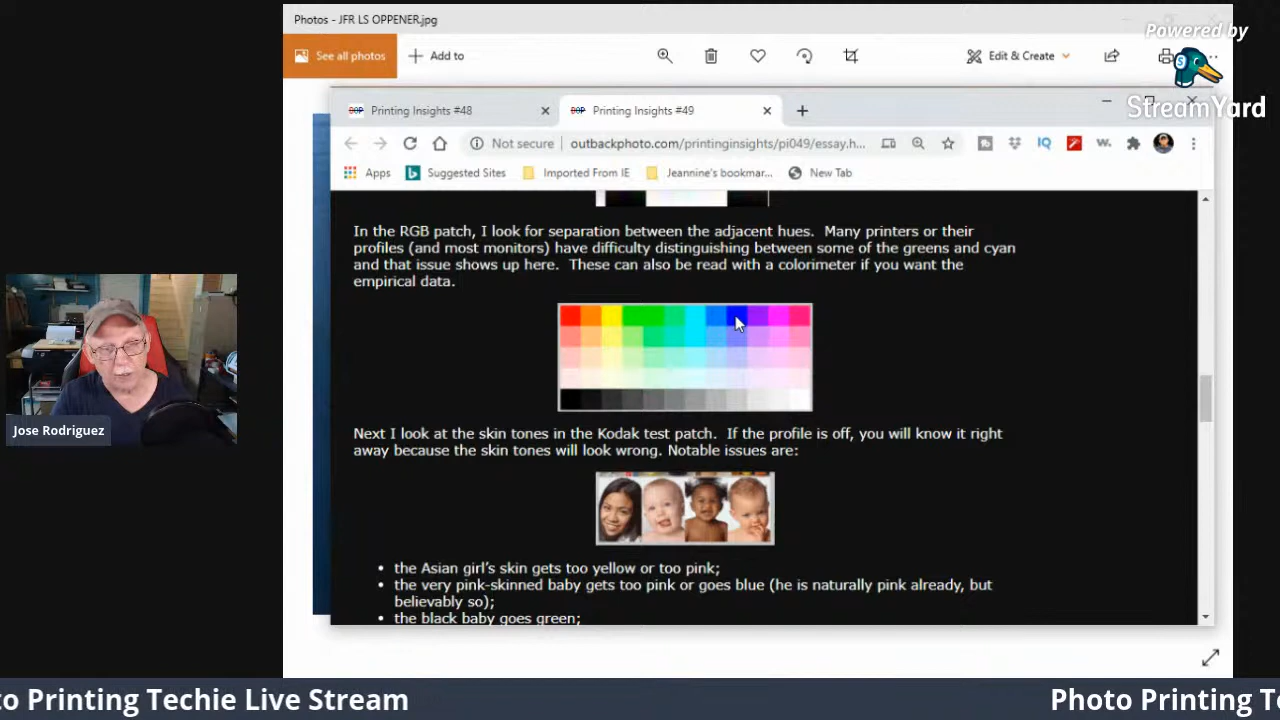 Photos - JFR LS OPPENER.jpg
Powered by
See all photos
Add to
Edit & Create
StreamYard
Printing Insights #48
Printing Insights #49
Not secure
outbackphoto.com/printinginsights/pi049/essay.h...
Apps
Suggested Sites
Imported From IE
Jeannine's bookmar...
New Tab
In the RGB patch, I look for separation between the adjacent hues. Many printers or their
profiles (and most monitors) have difficulty distinguishing between some of the greens and cyan
and that issue shows up here. These can also be read with a colorimeter if you want the
empirical data.
Jose Rodriguez
Next I look at the skin tones in the Kodak test patch. If the profile is off, you will know it right
away because the skin tones will look wrong. Notable issues are:
• the Asian girl's skin gets too yellow or too pink;
• the very pink-skinned baby gets too pink or goes blue (he is naturally pink already, but
believably so);
• the black baby goes green;
to Printing Techie Live Stream
Photo Printing Te